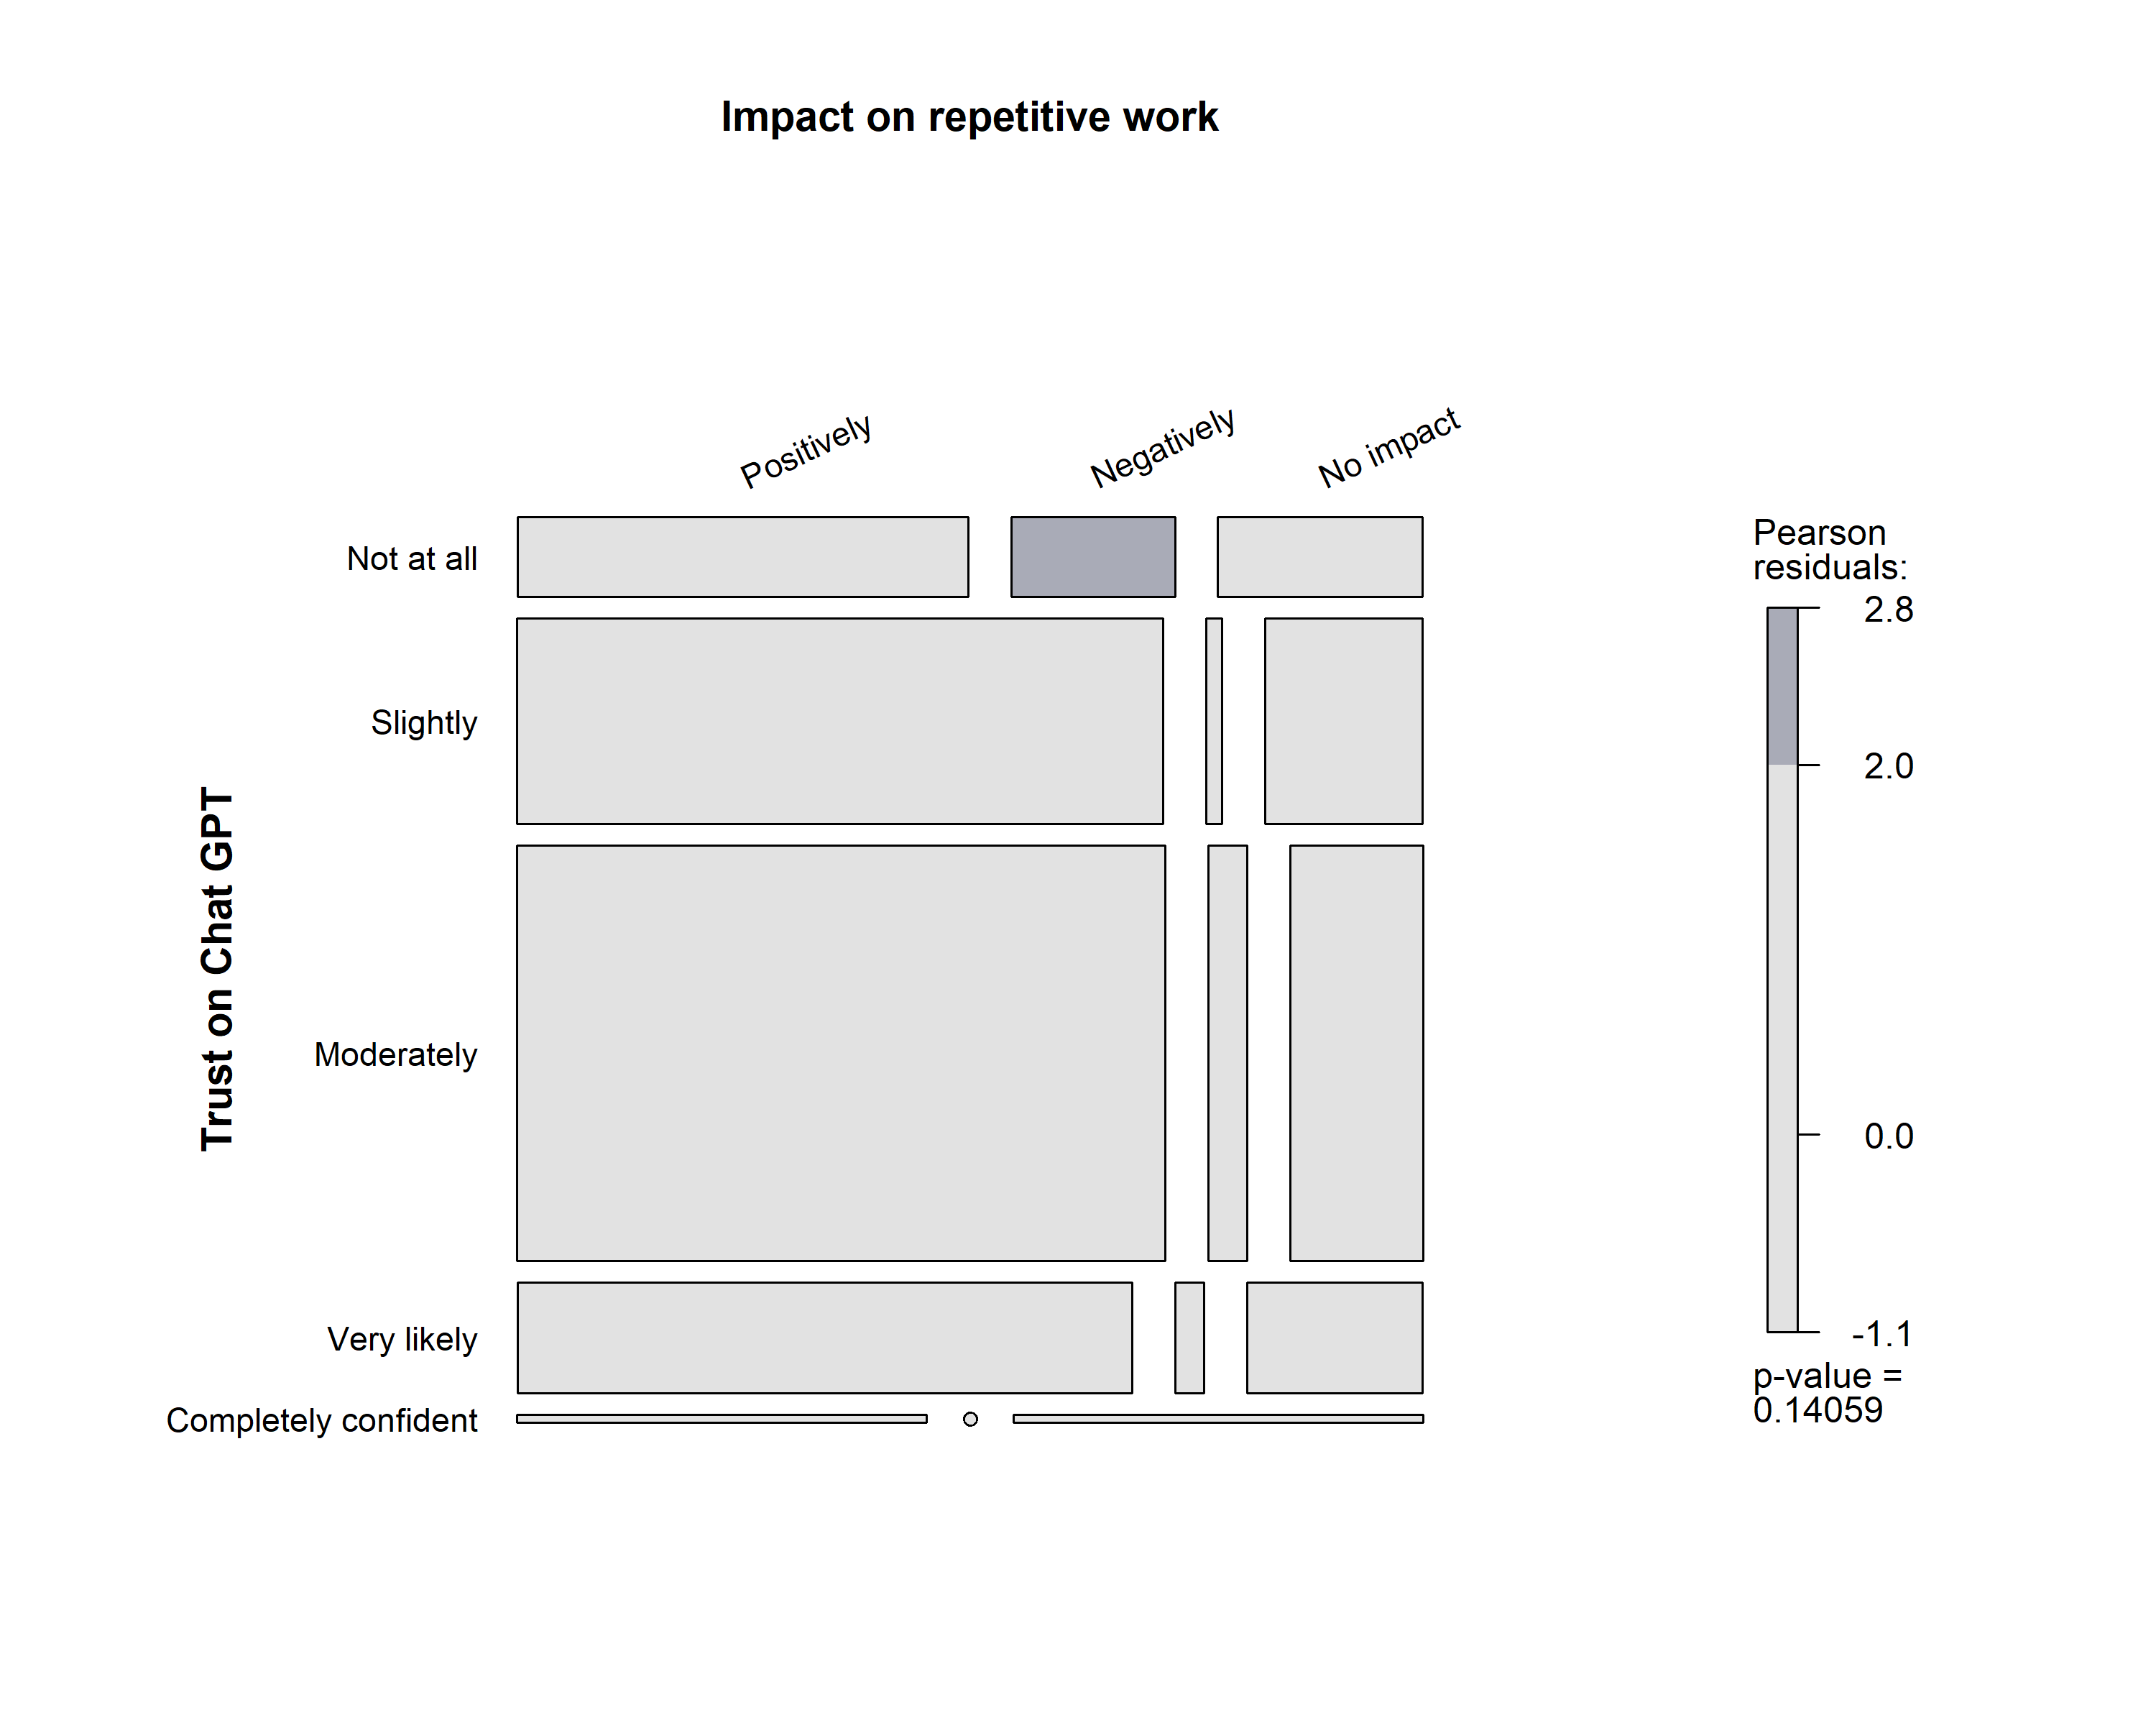 Impact on repetitive work
Positively
Negatively
No impact
Trust on Chat GPT
Not at all
Slightly
Moderately
Very likely
Completely confident
Pearson
residuals:
2.8
2.0
0.0
-1.1
p-value =
0.14059